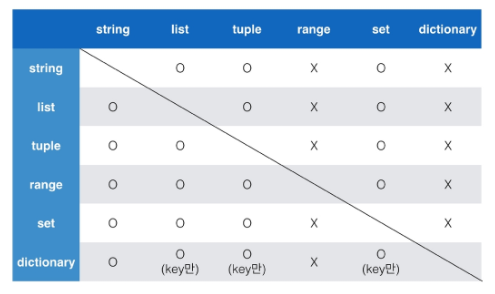 string list tuple range set dictionary
string O O X O X
list O O X O X
tuple O O X O X
range O O O O X
set O O O X X
dictionary O O (key만) O (key만) X O (key만)